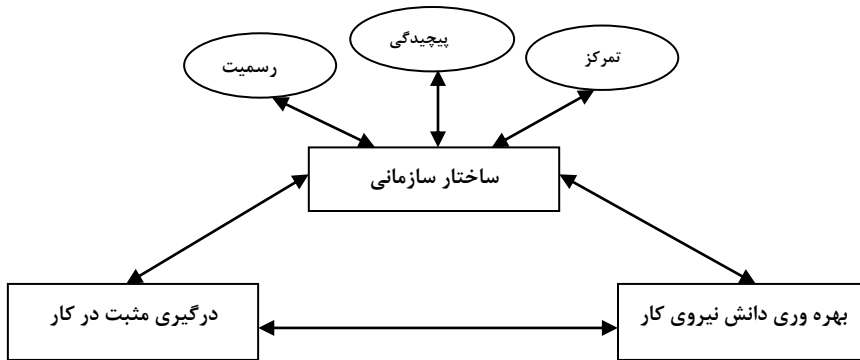 پیچیدگی
تمرکز
رسمیت
ساختار سازمانی
بهره وری دانش نیروی کار
درگیری مثبت در کار